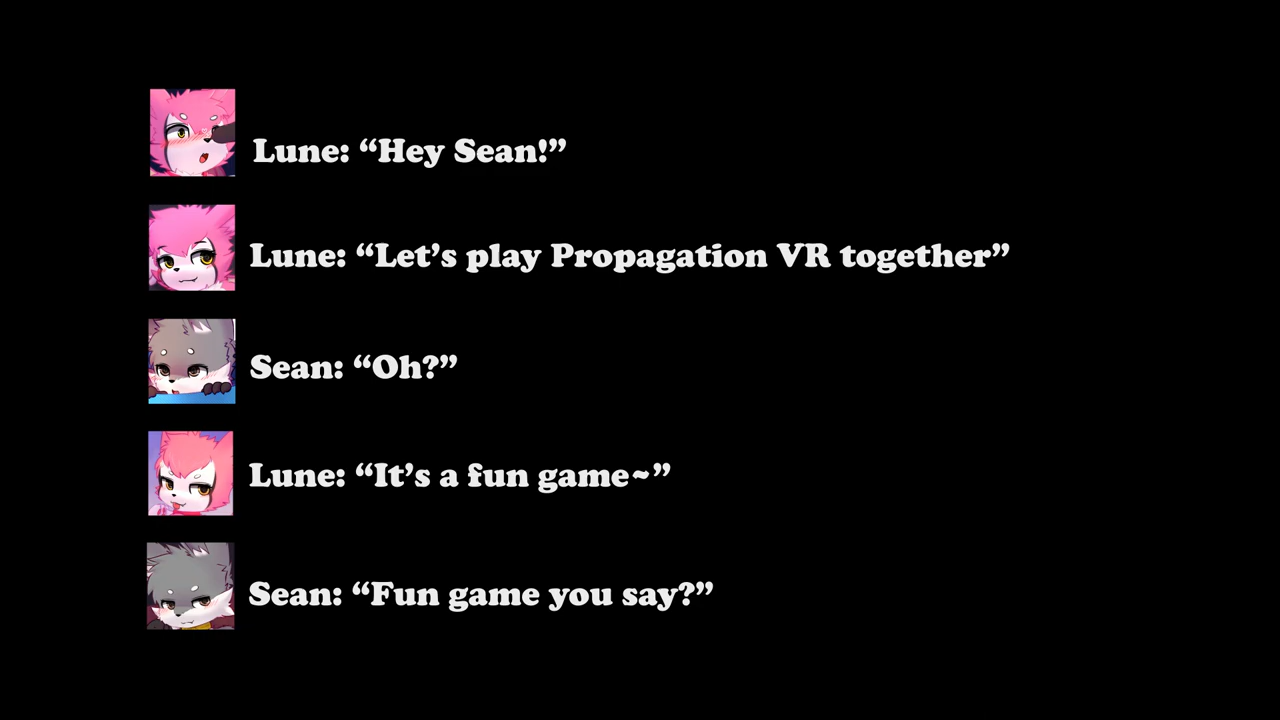 Lune: “Hey Sean!”
Lune: “Let’s play Propagation VR together”
Sean: “Oh?”
Lune: “It’s a fun game~”
Sean: “Fun game you say?”